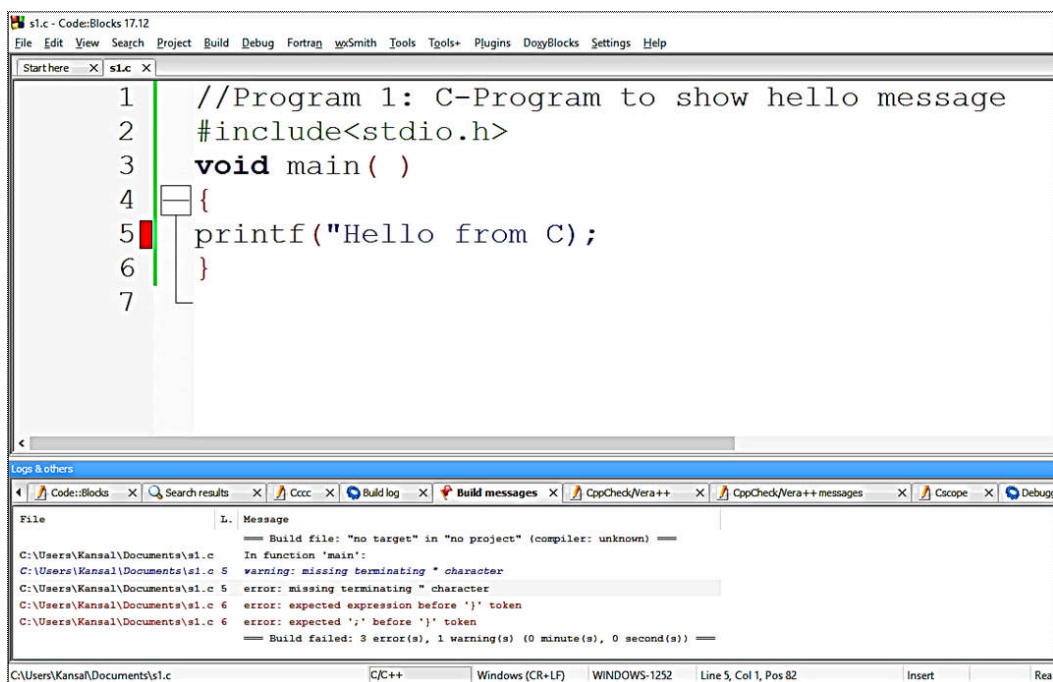 s1.c - Code::Blocks 17.12
File Edit View Search Project Build Debug Fortran wxSmith Tools Tools+ Plugins DoxyBlocks Settings Help
Start here X s1.c X
1 //Program 1: C-Program to show hello message
2 #include<stdio.h>
3 void main( )
4 {
5 printf("Hello from C);
6 }
7
Logs & others
Code::Blocks X Search results X Cccc X Build log X Build messages X CppCheck/Vera++ X CppCheck/Vera++ messages X Cscope X Debugg
File L. Message
=== Build file: "no target" in "no project" (compiler: unknown) ===
C:\Users\Kansal\Documents\s1.c In function 'main':
C:\Users\Kansal\Documents\s1.c 5 warning: missing terminating " character
C:\Users\Kansal\Documents\s1.c 5 error: missing terminating " character
C:\Users\Kansal\Documents\s1.c 6 error: expected expression before '}' token
C:\Users\Kansal\Documents\s1.c 6 error: expected ';' before '}' token
=== Build failed: 3 error(s), 1 warning(s) (0 minute(s), 0 second(s)) ===
C:\Users\Kansal\Documents\s1.c C/C++ Windows (CR+LF) WINDOWS-1252 Line 5, Col 1, Pos 82 Insert Rea